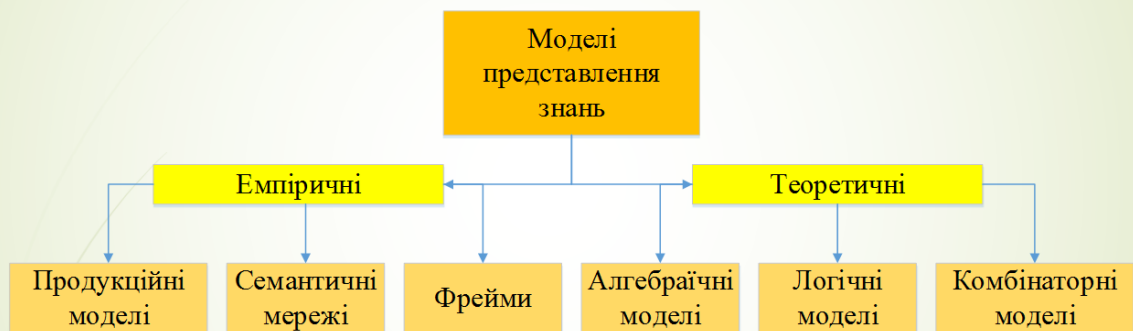 Моделі
представлення
знань
Емпіричні
Теоретичні
Продукційні
моделі
Семантичні
мережі
Фрейми
Алгебраїчні
моделі
Логічні
моделі
Комбінаторні
моделі